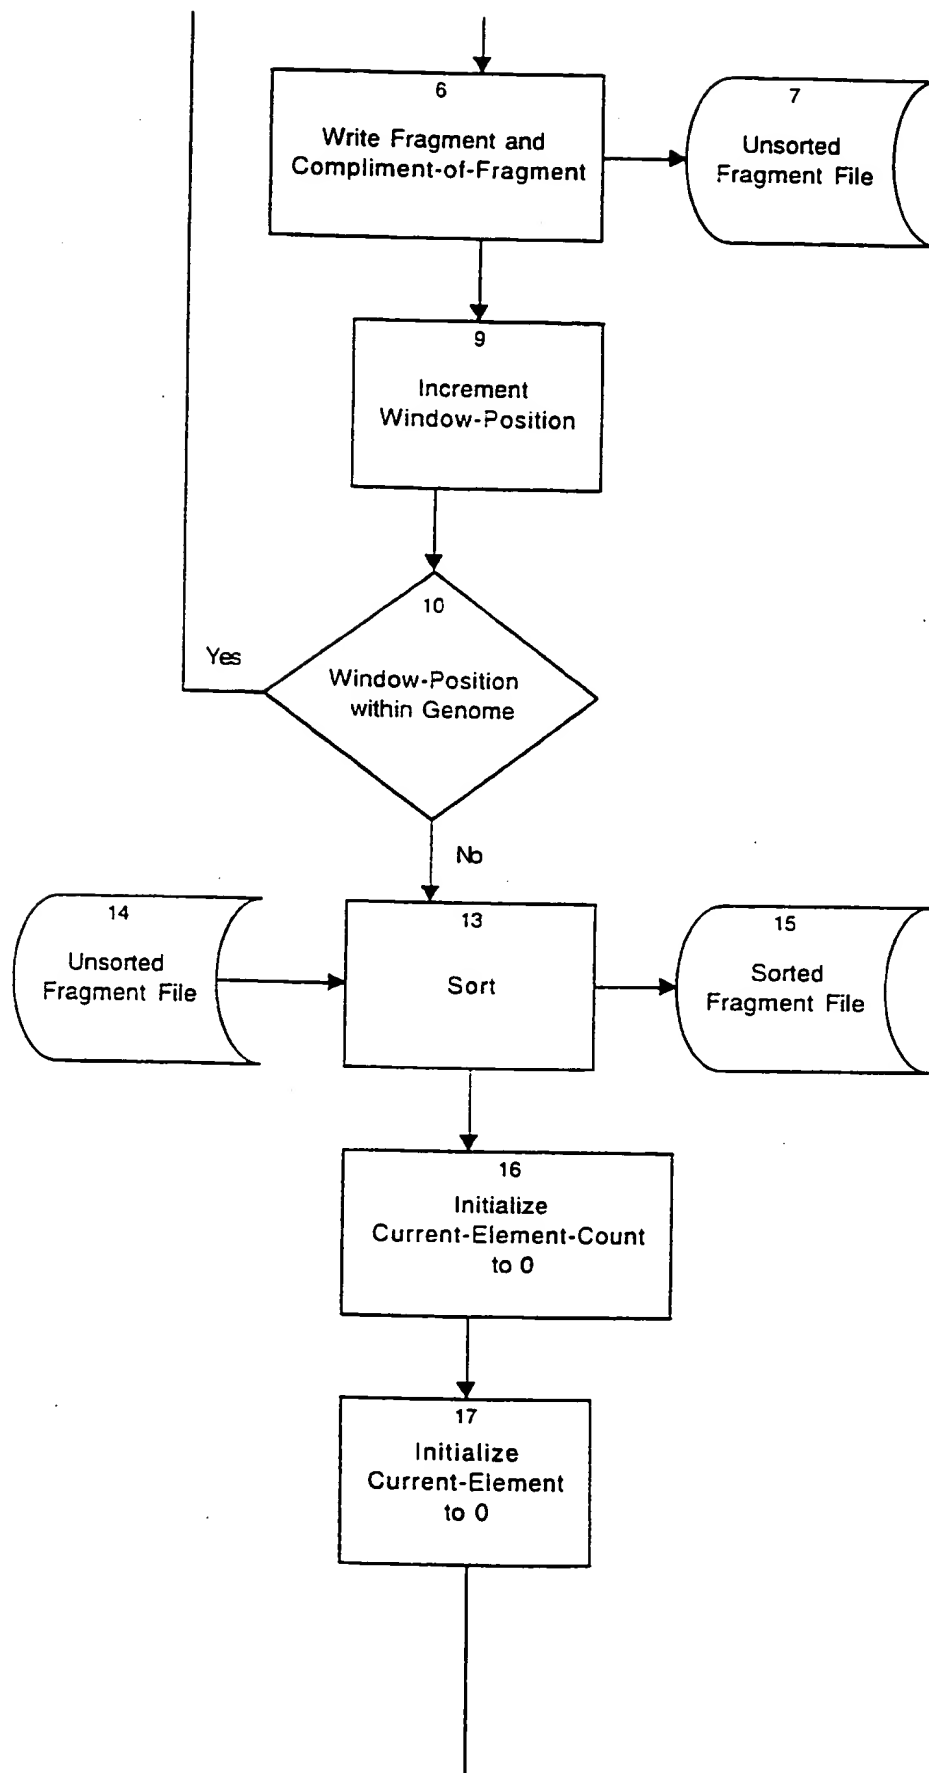 6
Write Fragment and
Compliment-of-Fragment
7
Unsorted
Fragment File
9
Increment
Window-Position
10
Window-Position
within Genome
Yes
No
14
Unsorted
Fragment File
13
Sort
15
Sorted
Fragment File
16
Initialize
Current-Element-Count
to 0
17
Initialize
Current-Element
to 0